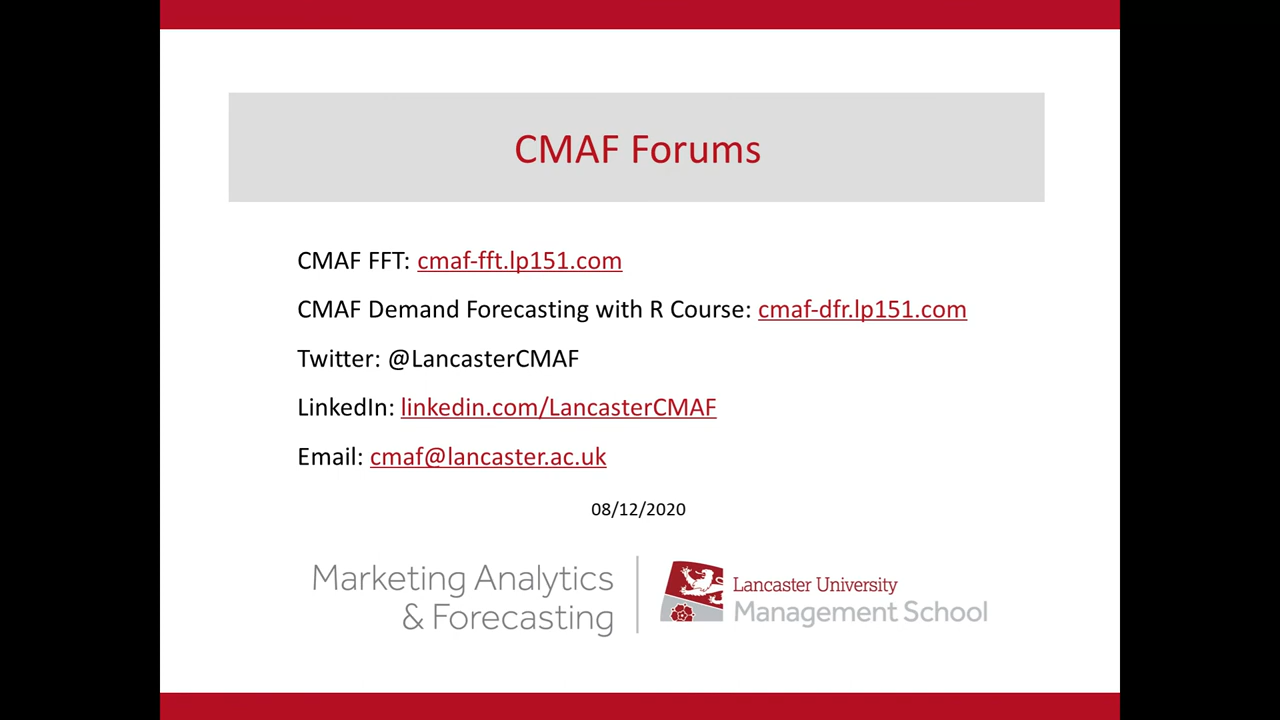 CMAF Forums
CMAF FFT: cmaf-fft.lp151.com
CMAF Demand Forecasting with R Course: cmaf-dfr.lp151.com
Twitter: @LancasterCMAF
LinkedIn: linkedin.com/LancasterCMAF
Email: cmaf@lancaster.ac.uk
08/12/2020
Marketing Analytics
& Forecasting
Lancaster University
Management School